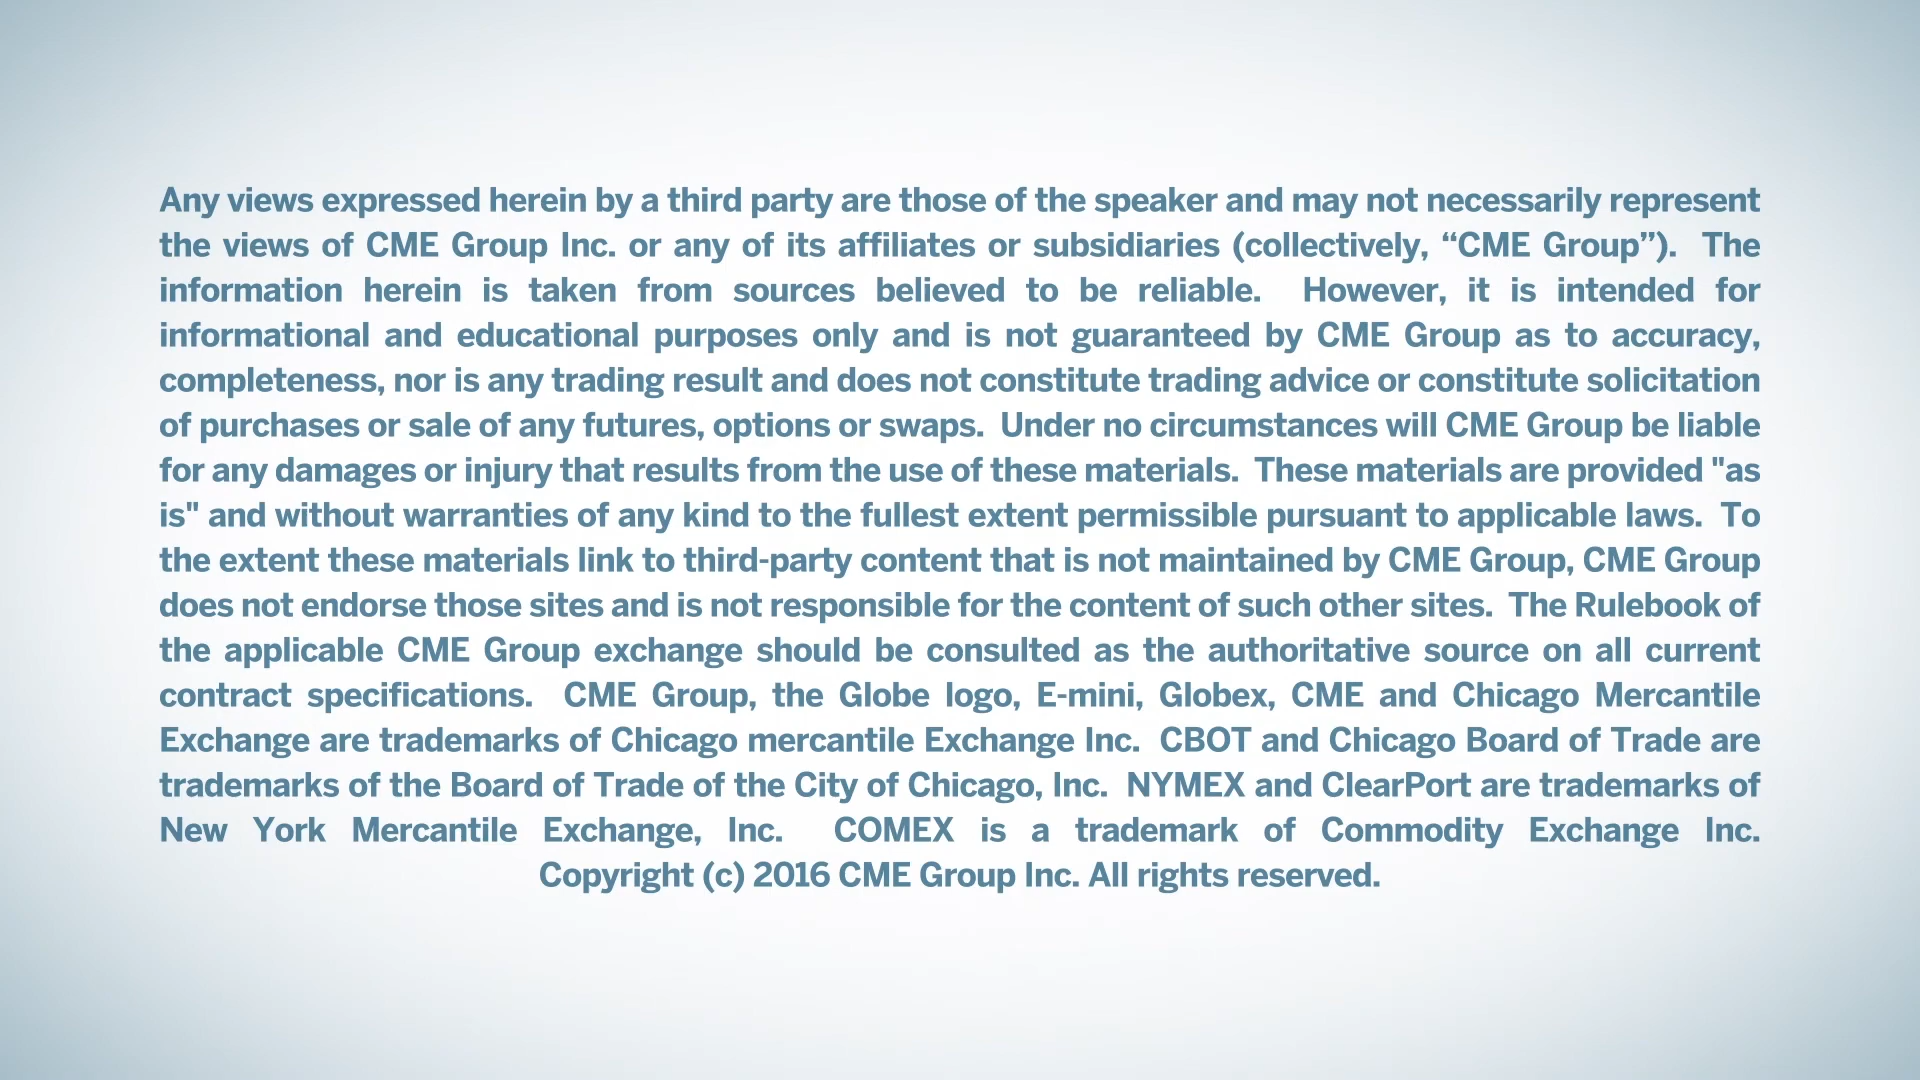 Any views expressed herein by a third party are those of the speaker and may not necessarily represent
the views of CME Group Inc. or any of its affiliates or subsidiaries (collectively, “CME Group”).  The
information herein is taken from sources believed to be reliable.  However, it is intended for
informational and educational purposes only and is not guaranteed by CME Group as to accuracy,
completeness, nor is any trading result and does not constitute trading advice or constitute solicitation
of purchases or sale of any futures, options or swaps.  Under no circumstances will CME Group be liable
for any damages or injury that results from the use of these materials.  These materials are provided "as
is" and without warranties of any kind to the fullest extent permissible pursuant to applicable laws.  To
the extent these materials link to third-party content that is not maintained by CME Group, CME Group
does not endorse those sites and is not responsible for the content of such other sites.  The Rulebook of
the applicable CME Group exchange should be consulted as the authoritative source on all current
contract specifications.  CME Group, the Globe logo, E-mini, Globex, CME and Chicago Mercantile
Exchange are trademarks of Chicago mercantile Exchange Inc.  CBOT and Chicago Board of Trade are
trademarks of the Board of Trade of the City of Chicago, Inc.  NYMEX and ClearPort are trademarks of
New York Mercantile Exchange, Inc.  COMEX is a trademark of Commodity Exchange Inc.
Copyright (c) 2016 CME Group Inc. All rights reserved.